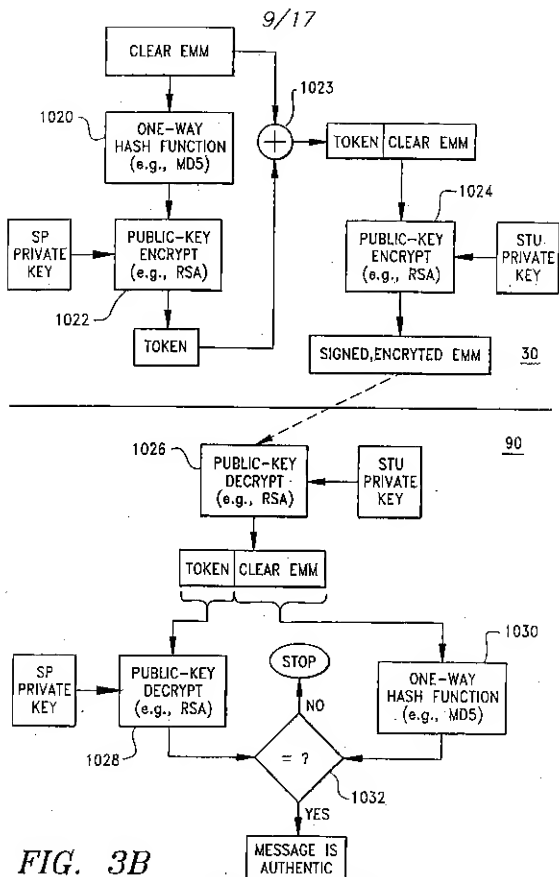 9/17
CLEAR EMM
1020
ONE-WAY
HASH FUNCTION
(e.g., MD5)
1023
+
TOKEN CLEAR EMM
SP
PRIVATE
KEY
PUBLIC-KEY
ENCRYPT
(e.g., RSA)
1022
TOKEN
1024
PUBLIC-KEY
ENCRYPT
(e.g., RSA)
STU
PRIVATE
KEY
SIGNED,ENCRYTED EMM
30
90
1026
PUBLIC-KEY
DECRYPT
(e.g., RSA)
STU
PRIVATE
KEY
TOKEN CLEAR EMM
SP
PRIVATE
KEY
PUBLIC-KEY
DECRYPT
(e.g., RSA)
1028
STOP
NO
= ?
1032
YES
1030
ONE-WAY
HASH FUNCTION
(e.g., MD5)
MESSAGE IS
AUTHENTIC
FIG. 3B